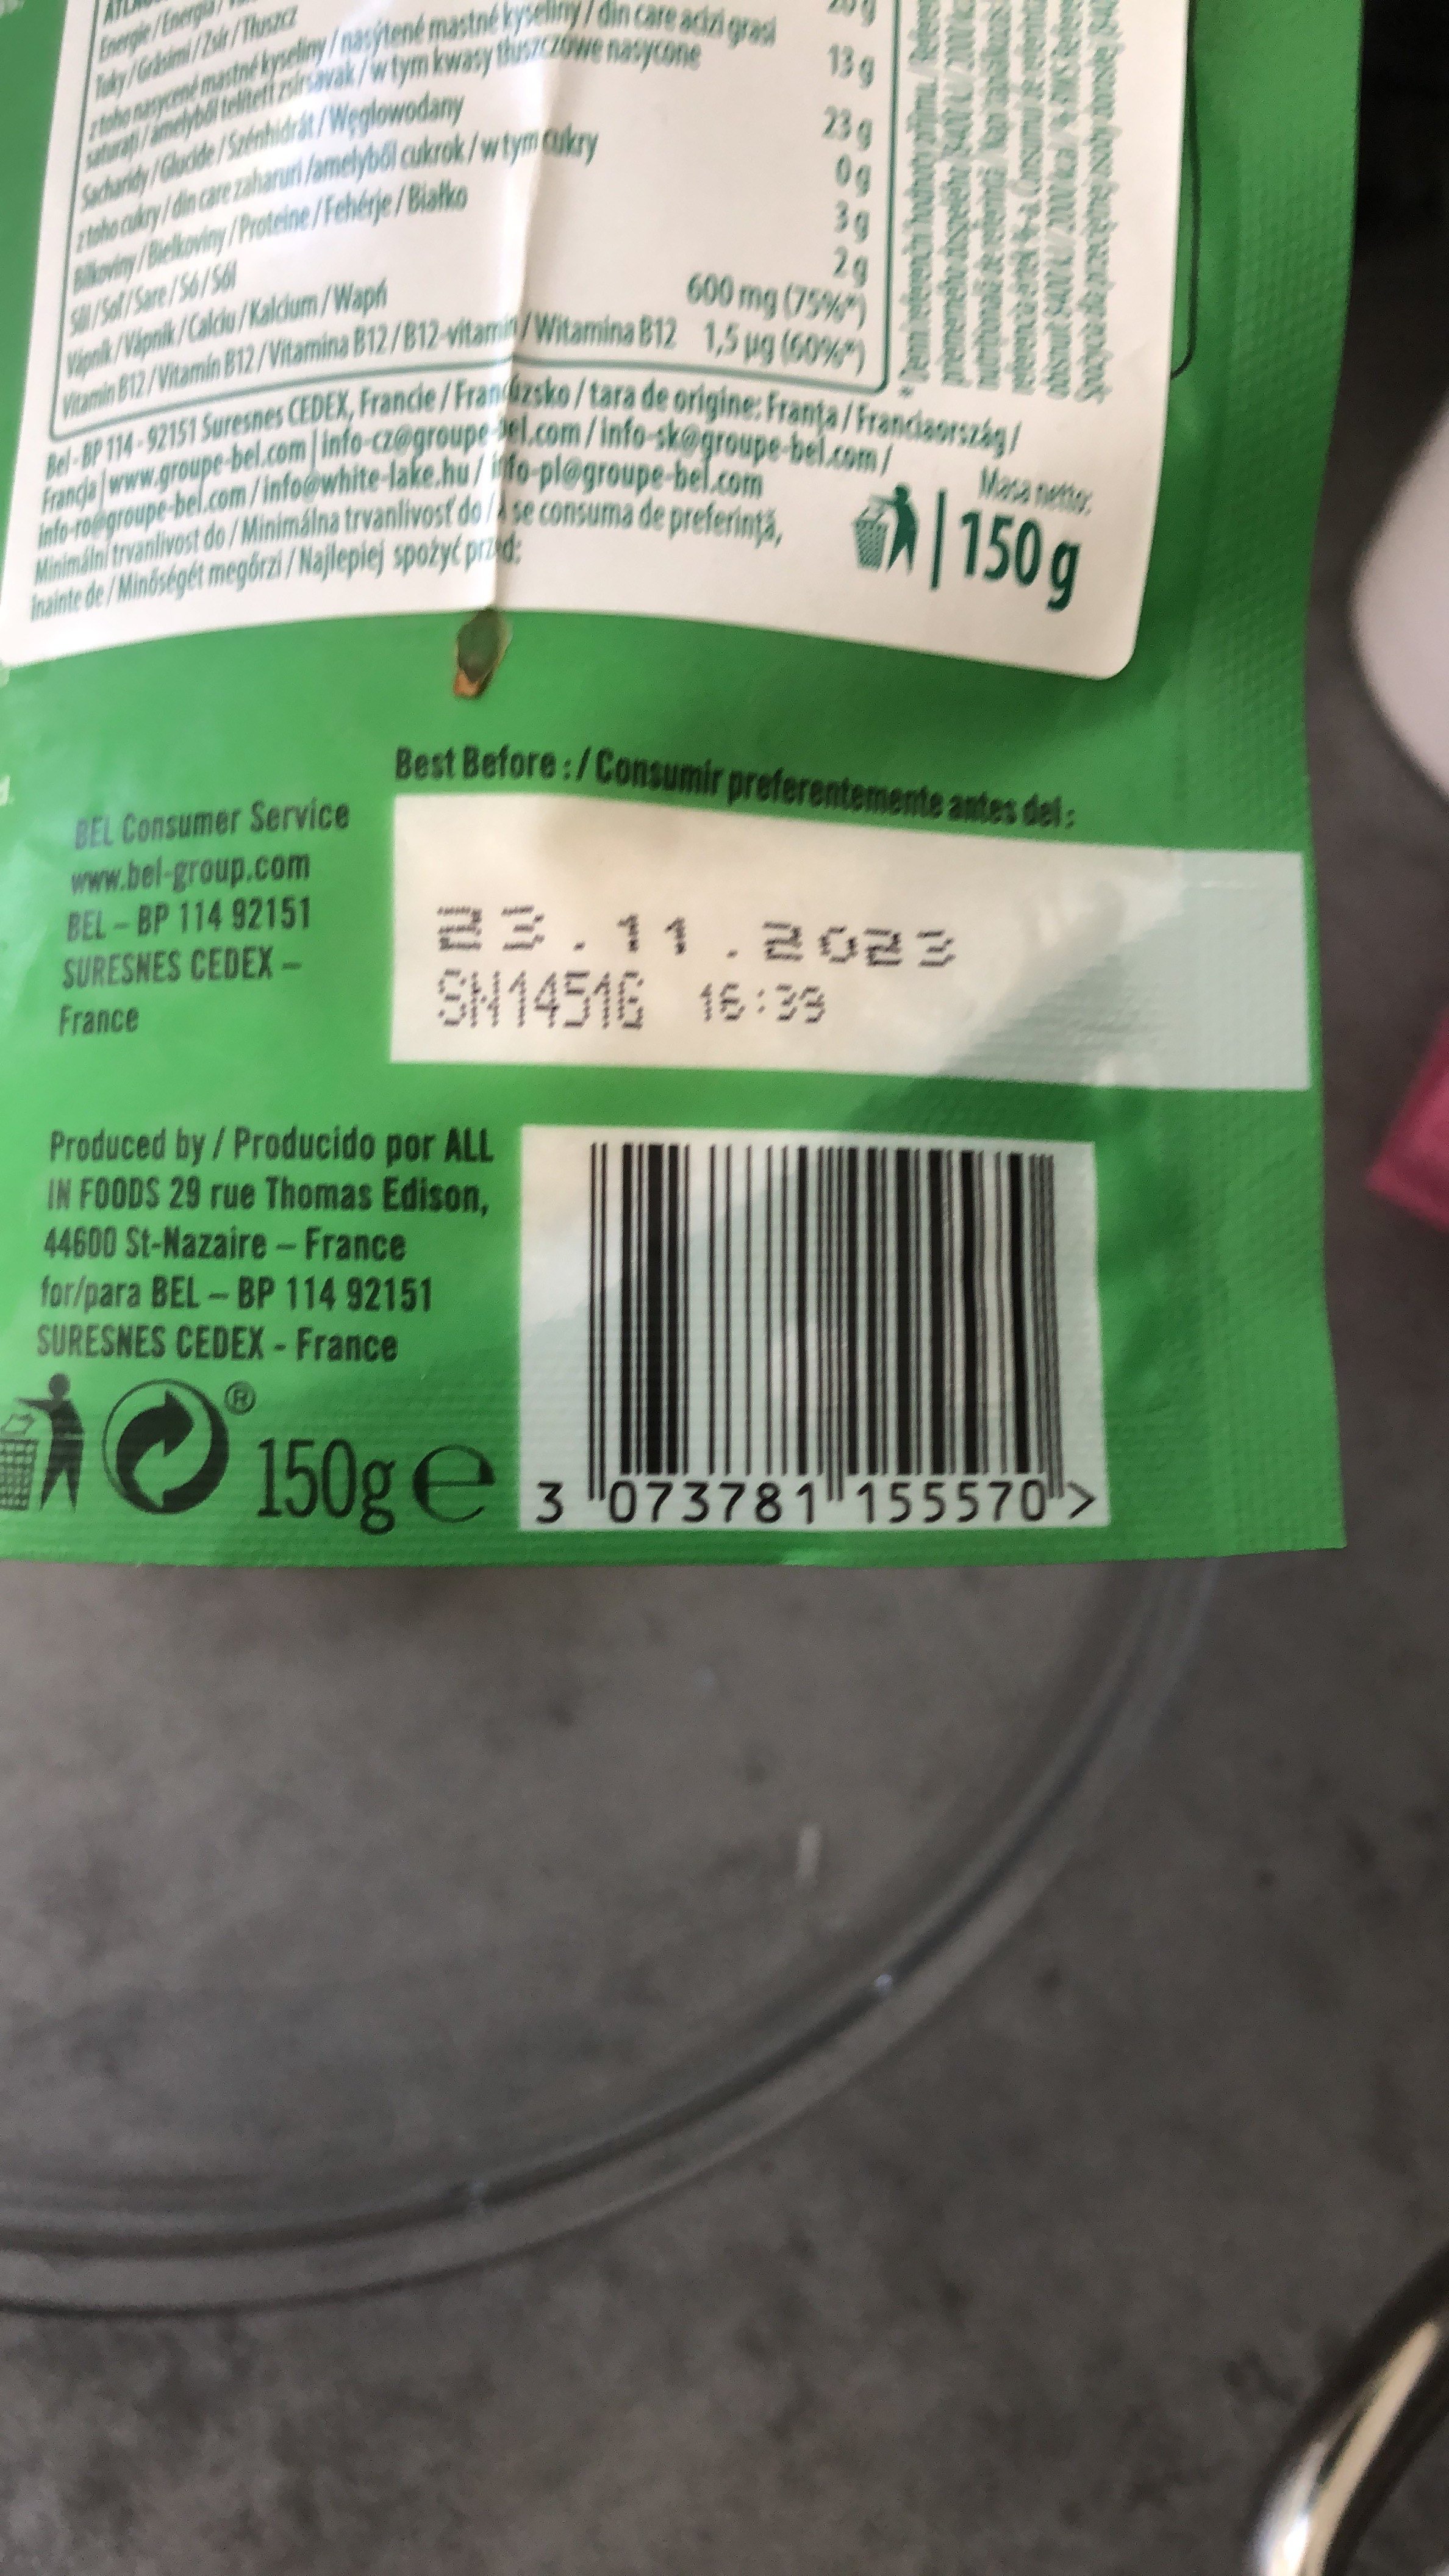 Energie / Energia /
Tuky / Grăsimi / Zsír / Tłuszcz
z toho nasycené mastné kyseliny / nasýtené mastné kyseliny / din care acizi grași
saturați / amelyből telített zsírsavak / w tym kwasy tłuszczowe nasycone
13 g
Sacharidy / Glucide / Szénhidrát / Węglowodany
23 g
z toho cukry / din care zaharuri / amelyből cukrok / w tym cukry
0 g
Bílkoviny / Bielkoviny / Proteine / Fehérje / Białko
3 g
Sůl / Soľ / Sare / Só / Sól
2 g
Vápník / Vápnik / Calciu / Kalcium / Wapń
600 mg (75%*)
Vitamin B12 / Vitamín B12 / Vitamina B12 / B12-vitamin / Witamina B12 1,5 µg (60%*)
Bel - BP 114 - 92151 Suresnes CEDEX, Francie / Francúzsko / tara de origine: Franța / Franciaország /
Francja | www.groupe-bel.com | info-cz@groupe-bel.com / info-sk@groupe-bel.com /
info-ro@groupe-bel.com / info@white-lake.hu / info-pl@groupe-bel.com
Minimální trvanlivost do / Minimálna trvanlivosť do / A se consuma de preferință,
înainte de / Minőségét megőrzi / Najlepiej spożyć przed:
Masa netto:
150 g
Best Before : / Consumir preferentemente antes del :
BEL Consumer Service
www.bel-group.com
BEL – BP 114 92151
SURESNES CEDEX –
France
03.11.2023
16:33
Produced by / Producido por ALL
IN FOODS 29 rue Thomas Edison,
44600 St-Nazaire – France
for/para BEL – BP 114 92151
SURESNES CEDEX - France
®
150g e
3 073781 155570 >